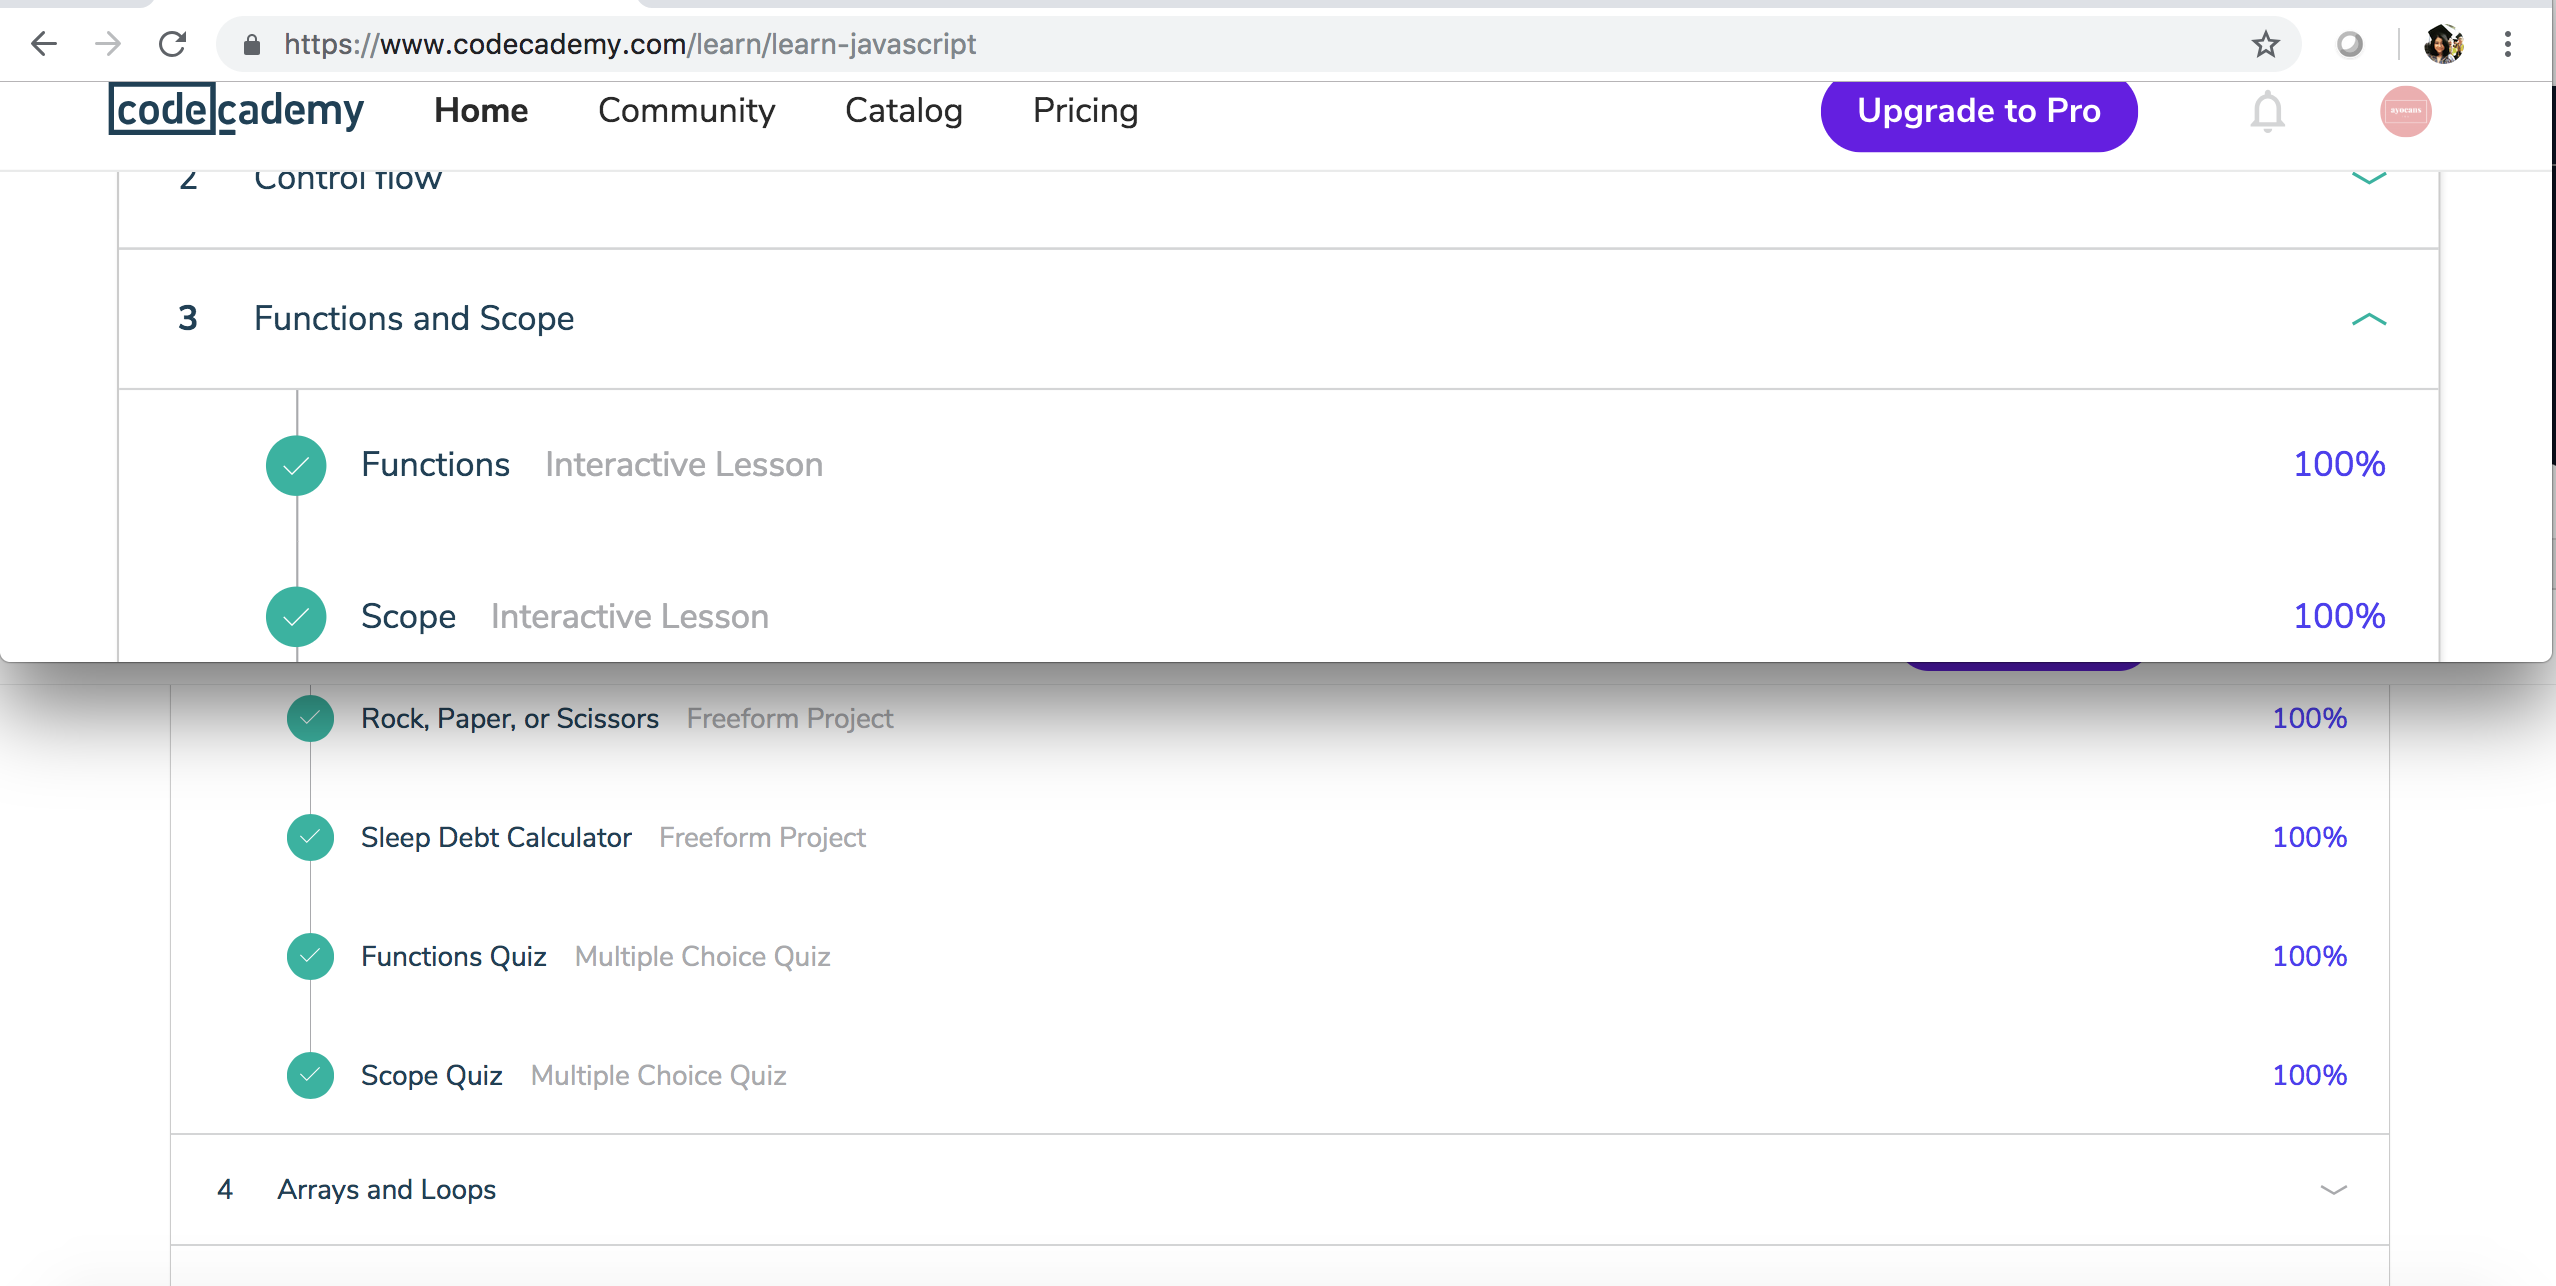 https://www.codecademy.com/learn/learn-javascript
codecademy Home Community Catalog Pricing Upgrade to Pro ayocans
2 Control flow
3 Functions and Scope
Functions Interactive Lesson 100%
Scope Interactive Lesson 100%
Rock, Paper, or Scissors Freeform Project 100%
Sleep Debt Calculator Freeform Project 100%
Functions Quiz Multiple Choice Quiz 100%
Scope Quiz Multiple Choice Quiz 100%
4 Arrays and Loops